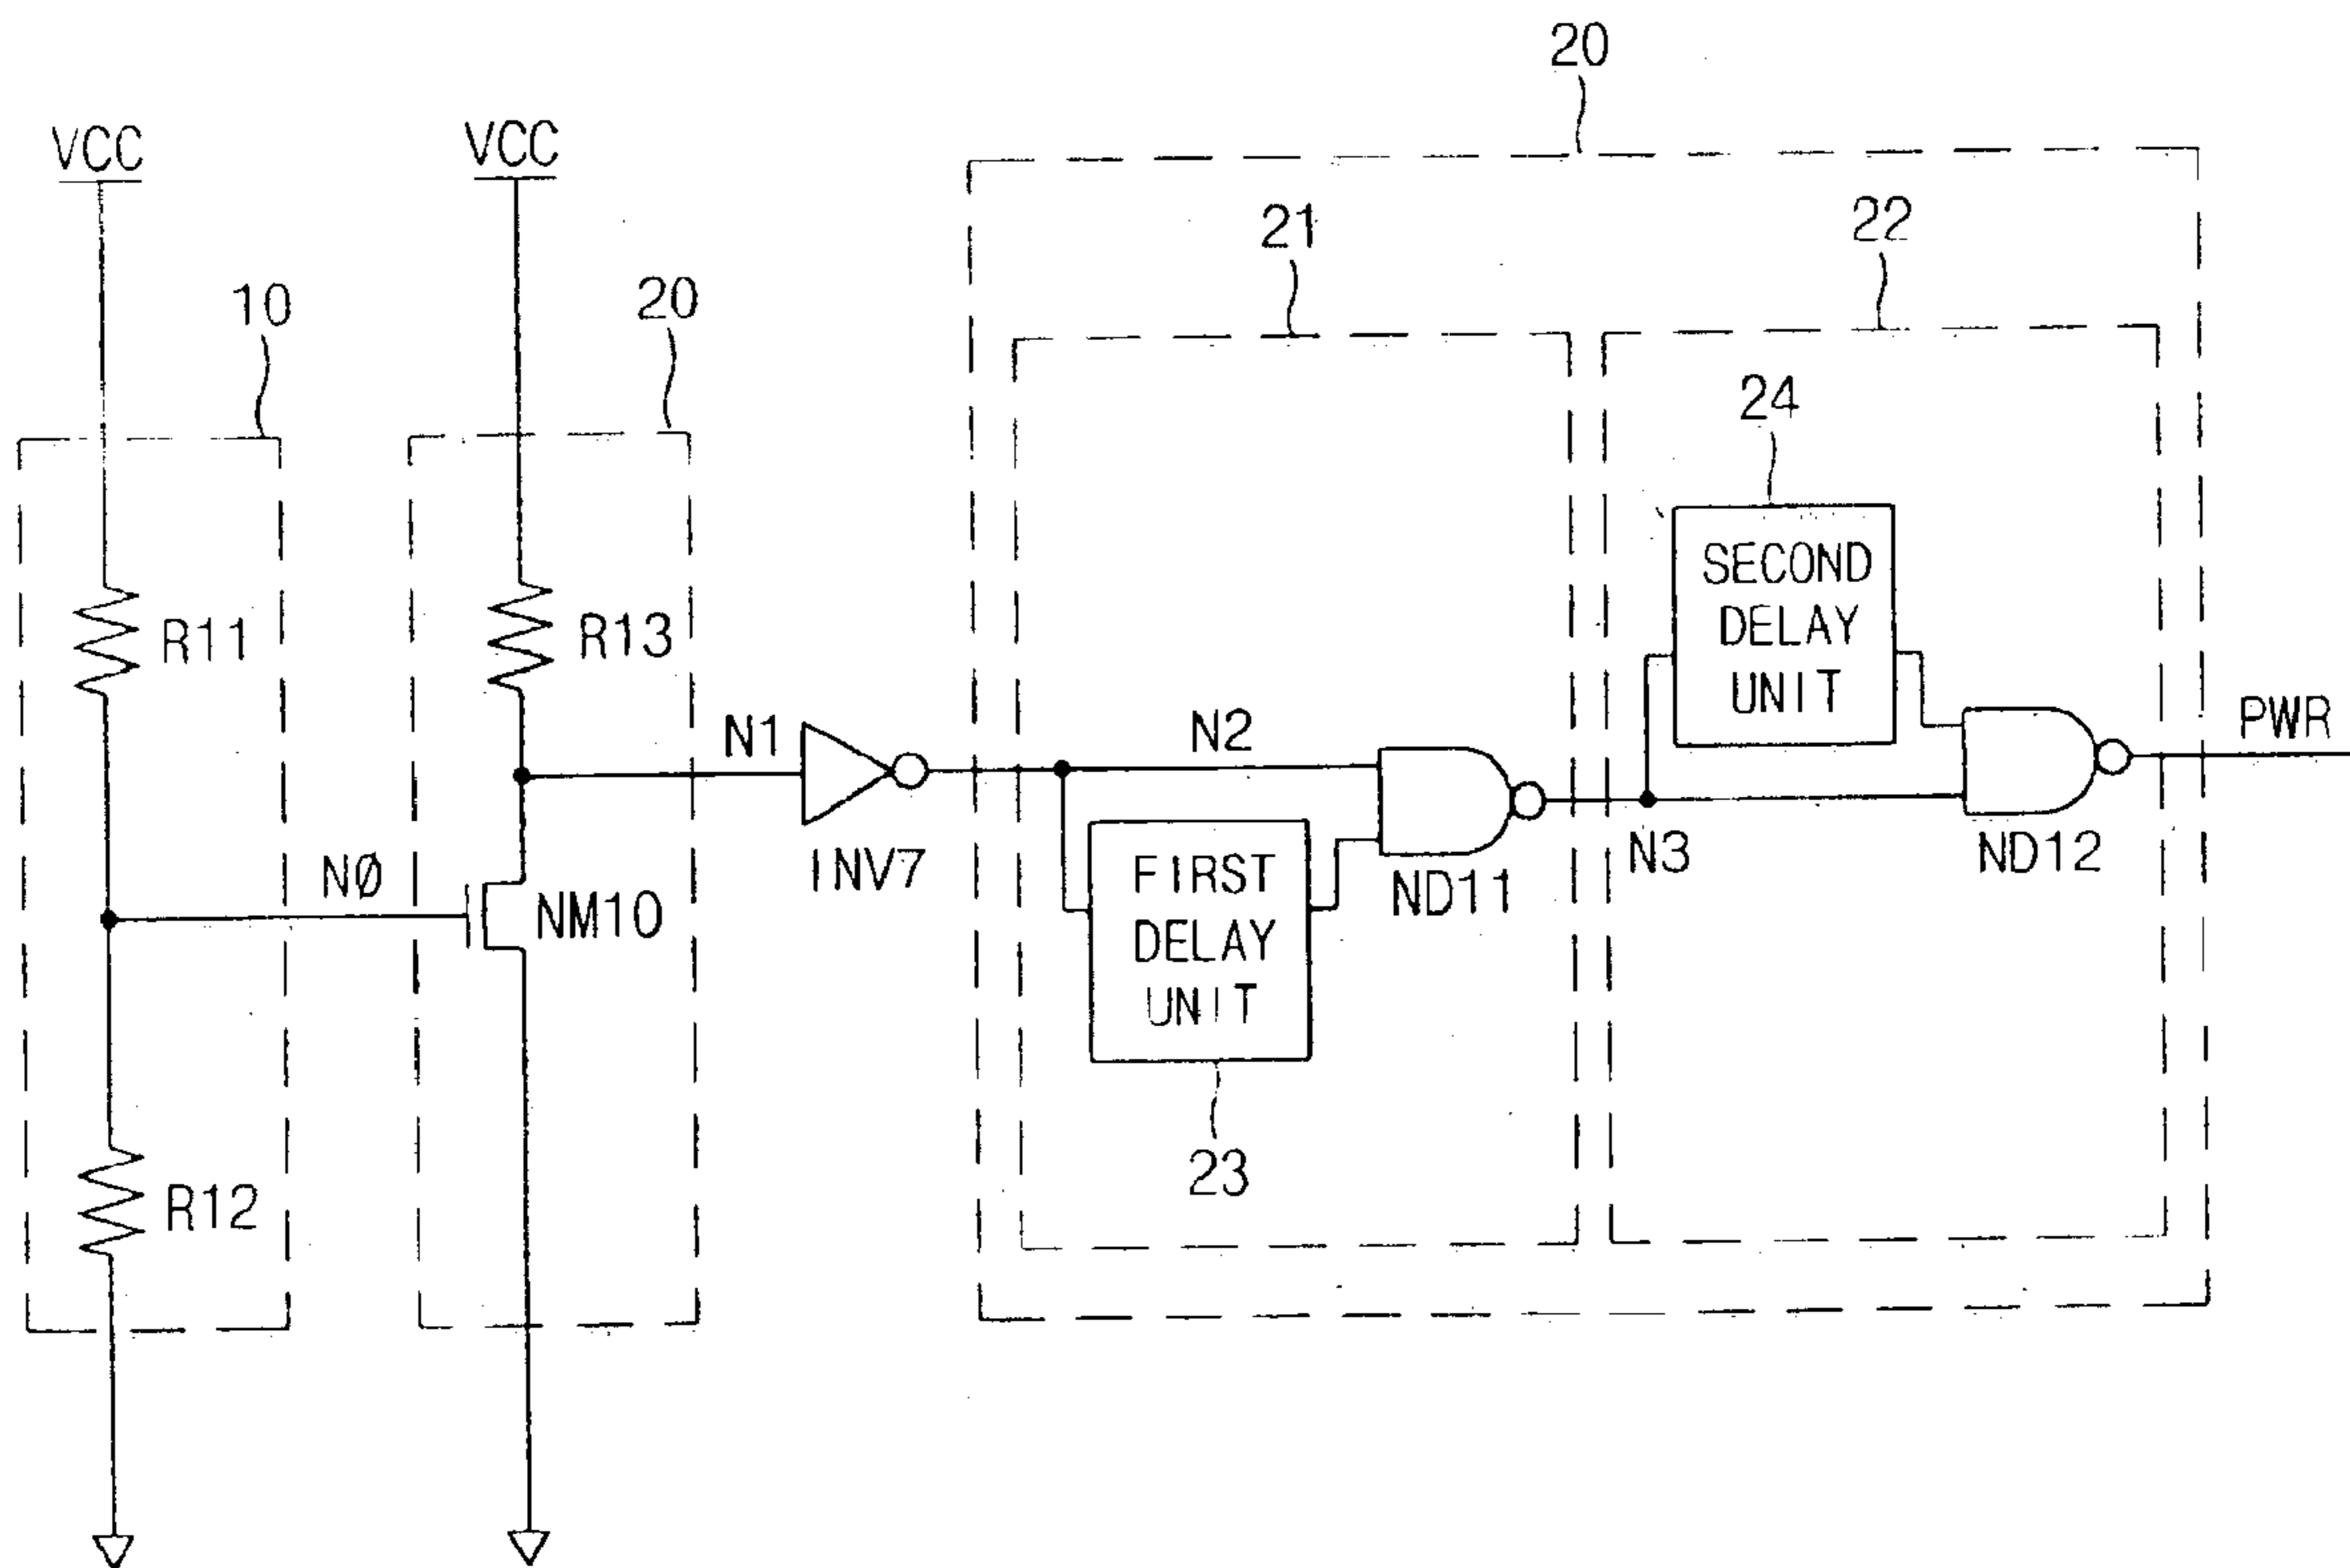 20
VCC
VCC
21
22
10
20
24
R11
R13
SECOND
DELAY
UNIT
N1
N2
PWR
NØ
NM10
INV7
FIRST
DELAY
UNIT
ND11
N3
ND12
23
R12